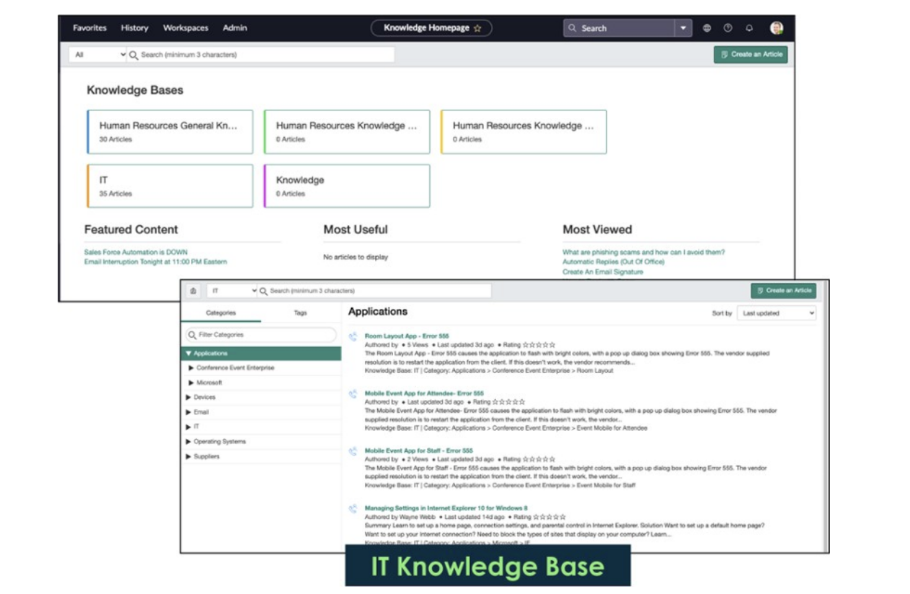 Favorites History Workspaces Admin Knowledge Homepage Search
All Search (minimum 3 characters) Create an Article
Knowledge Bases
Human Resources General Kn...
30 Articles
Human Resources Knowledge ...
0 Articles
Human Resources Knowledge ...
0 Articles
IT
35 Articles
Knowledge
0 Articles
Featured Content
Sales Force Automation is DOWN
Email Interruption Tonight at 11:00 PM Eastern
Most Useful
No articles to display
Most Viewed
What are phishing scams and how can I avoid them?
Automatic Replies (Out Of Office)
Create An Email Signature
IT Search (minimum 3 characters) Create an Article
Categories Tags
Filter Categories
Applications
Conference Event Enterprise
Microsoft
Devices
Email
IT
Operating Systems
Suppliers
Applications Sort by Last updated
Room Layout App - Error 555
Authored by • 5 Views • Last updated 3d ago • Rating ☆☆☆☆☆
The Room Layout App - Error 555 causes the application to flash with bright colors, with a pop up dialog box showing Error 555. The vendor supplied
resolution is to restart the application from the client. If this doesn't work, the vendor recommends...
Knowledge Base: IT | Category: Applications > Conference Event Enterprise > Room Layout
Mobile Event App for Attendee- Error 555
Authored by • Last updated 3d ago • Rating ☆☆☆☆☆
The Mobile Event App for Attendee- Error 555 causes the application to flash with bright colors, with a pop up dialog box showing Error 555. The vendor
supplied resolution is to restart the application from the client. If this doesn't work, the vendor...
Knowledge Base: IT | Category: Applications > Conference Event Enterprise > Event Mobile for Attendee
Mobile Event App for Staff - Error 555
Authored by • 2 Views • Last updated 3d ago • Rating ☆☆☆☆☆
The Mobile Event App for Staff - Error 555 causes the application to flash with bright colors, with a pop up dialog box showing Error 555. The vendor
supplied resolution is to restart the application from the client. If this doesn't work, the vendor...
Knowledge Base: IT | Category: Applications > Conference Event Enterprise > Event Mobile for Staff
Managing Settings in Internet Explorer 10 for Windows 8
Authored by Wayne Webb • Last updated 14d ago • Rating ☆☆☆☆☆
Summary Learn to set up a home page, connection settings, and parental control in Internet Explorer. Solution Want to set up a default home page?
Want to set up your internet connection? Need to block the types of sites that display on your computer? Learn...
Knowledge Base: IT | Category: Applications > Microsoft > IE
IT Knowledge Base